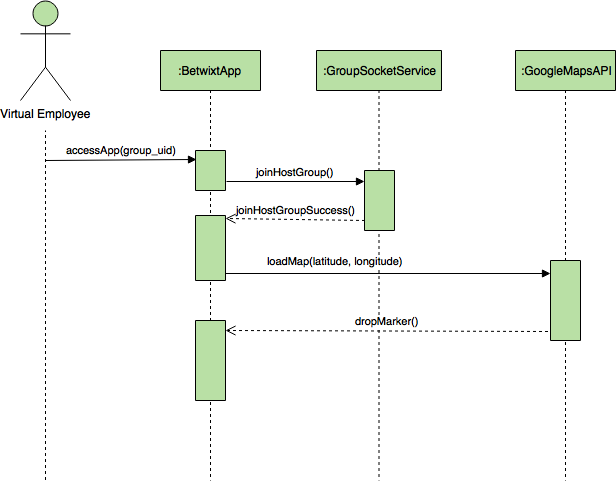 Virtual Employee
:BetwixtApp
:GroupSocketService
:GoogleMapsAPI
accessApp(group_uid)
joinHostGroup()
joinHostGroupSuccess()
loadMap(latitude, longitude)
dropMarker()